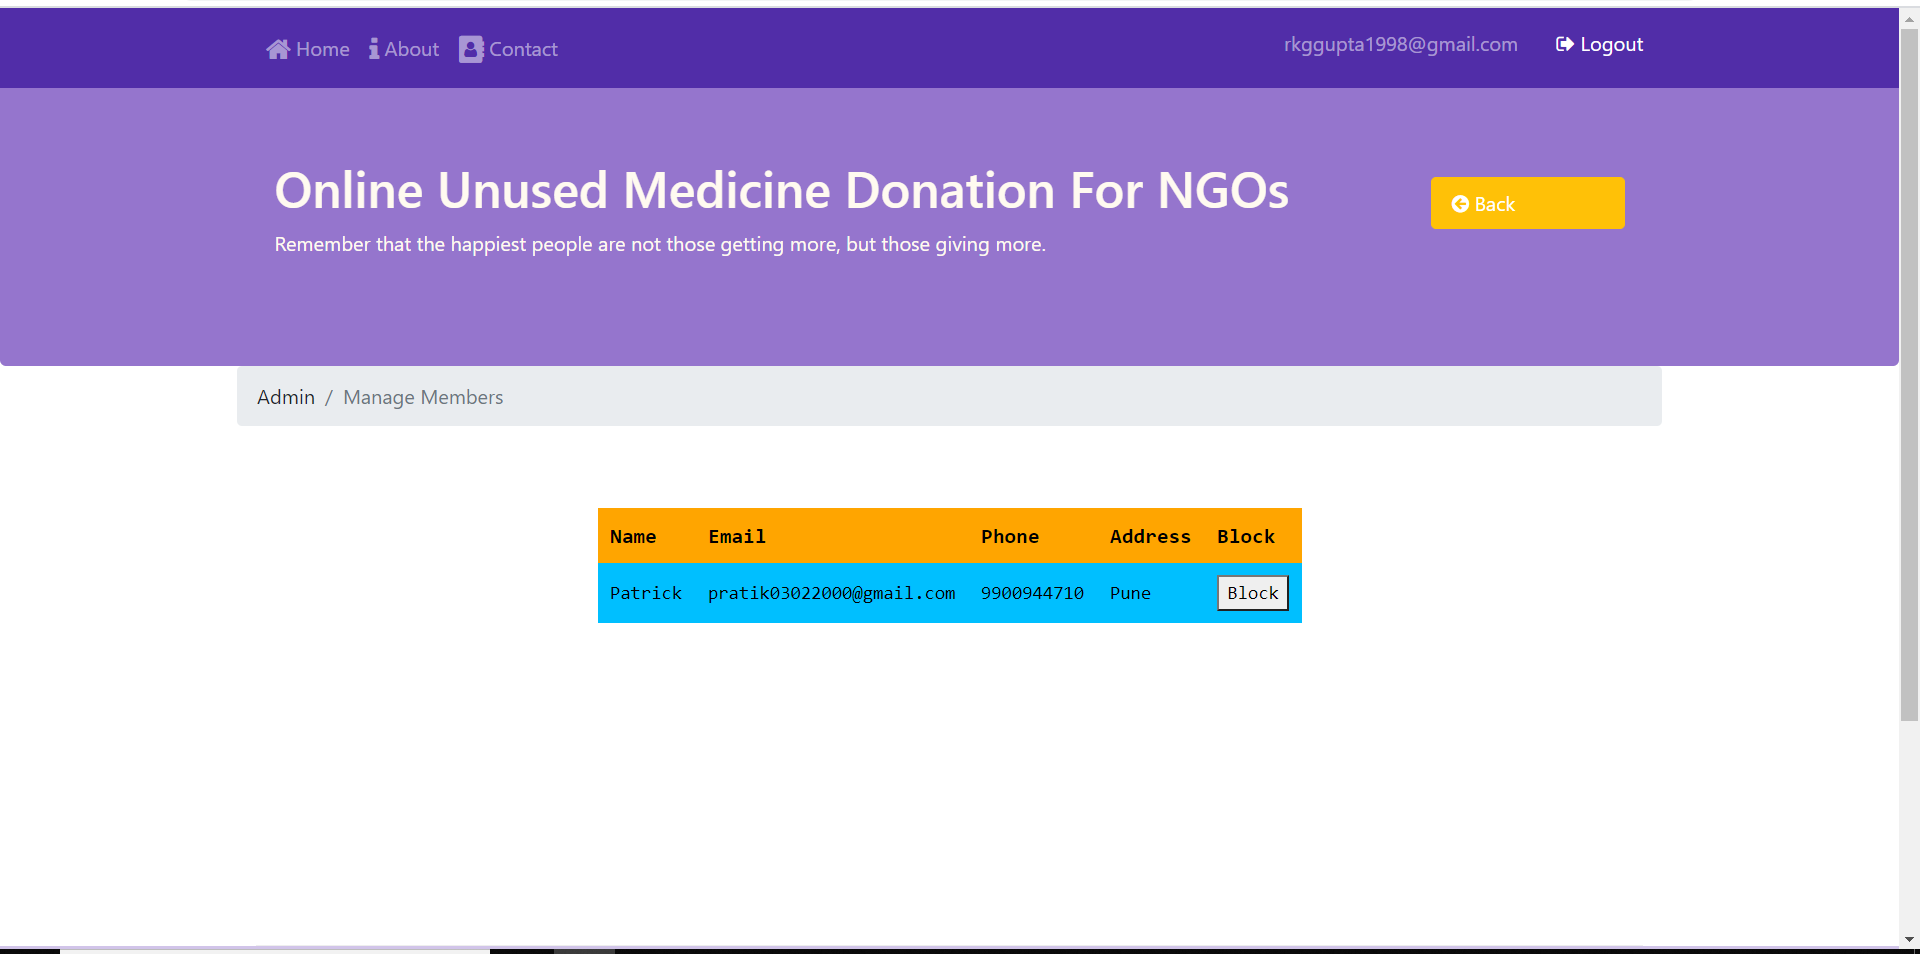 Home About Contact rkggupta1998@gmail.com Logout
Online Unused Medicine Donation For NGOs
Back
Remember that the happiest people are not those getting more, but those giving more.
Admin / Manage Members
Name Email Phone Address Block
Patrick pratik03022000@gmail.com 9900944710 Pune Block